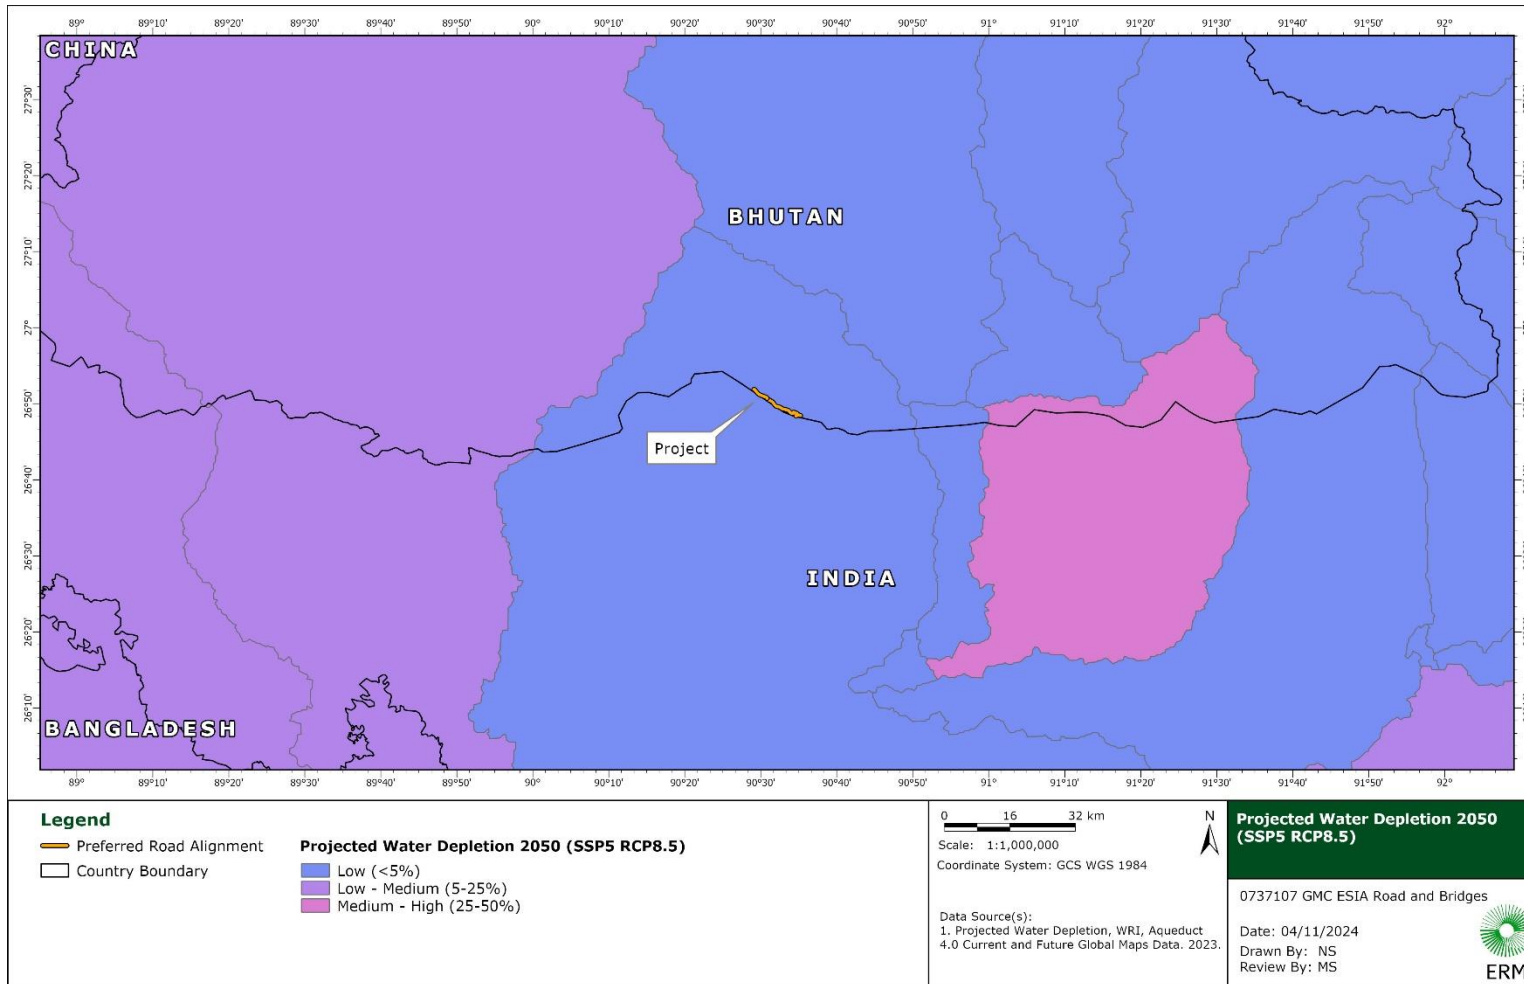 89° 89°10' 89°20' 89°30' 89°40' 89°50' 90° 90°10' 90°20' 90°30' 90°40' 90°50' 91° 91°10' 91°20' 91°30' 91°40' 91°50' 92°
CHINA
27°30'
27°20'
BHUTAN
27°10'
27°
26°50'
Project
26°40'
26°30'
INDIA
26°20'
26°10'
BANGLADESH
89° 89°10' 89°20' 89°30' 89°40' 89°50' 90° 90°10' 90°20' 90°30' 90°40' 90°50' 91° 91°10' 91°20' 91°30' 91°40' 91°50' 92°
Legend
Preferred Road Alignment
Country Boundary
Projected Water Depletion 2050 (SSP5 RCP8.5)
Low (<5%)
Low - Medium (5-25%)
Medium - High (25-50%)
0 16 32 km
N
Scale: 1:1,000,000
Coordinate System: GCS WGS 1984
Data Source(s):
1. Projected Water Depletion, WRI, Aqueduct
4.0 Current and Future Global Maps Data. 2023.
Projected Water Depletion 2050
(SSP5 RCP8.5)
0737107 GMC ESIA Road and Bridges
Date: 04/11/2024
Drawn By: NS
Review By: MS
ERM